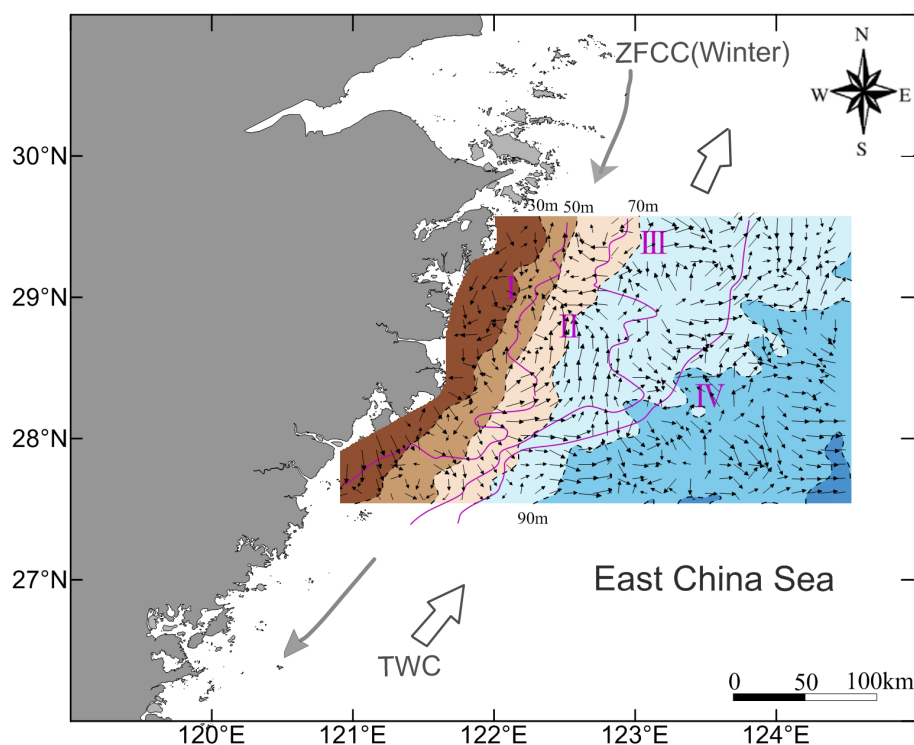 ZFCC(Winter)
N
W E
S
30°N
30m 50m 70m
III
29°N
I
II
IV
28°N
90m
27°N
East China Sea
TWC
0 50 100km
120°E 121°E 122°E 123°E 124°E